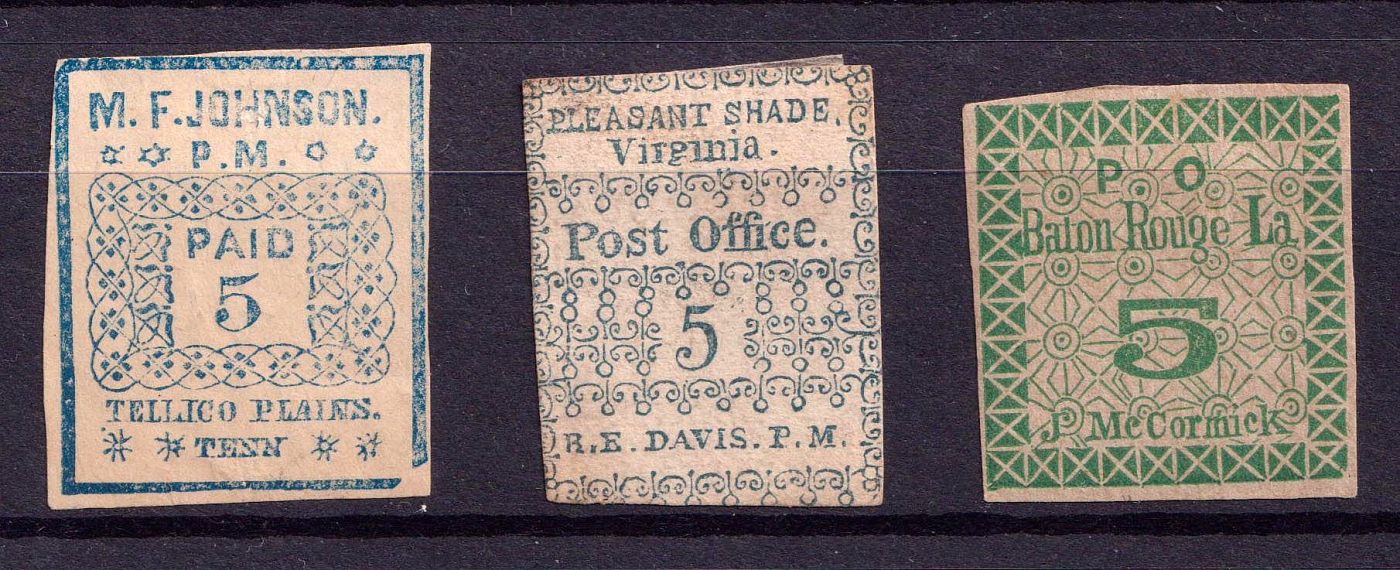 M. F. JOHNSON.
P. M.
PAID
5
TELLICO PLAINS.
TENN
PLEASANT SHADE,
Virginia.
Post Office.
5
R. E. DAVIS. P. M.
P O
Baton Rouge La
5
J McCormick